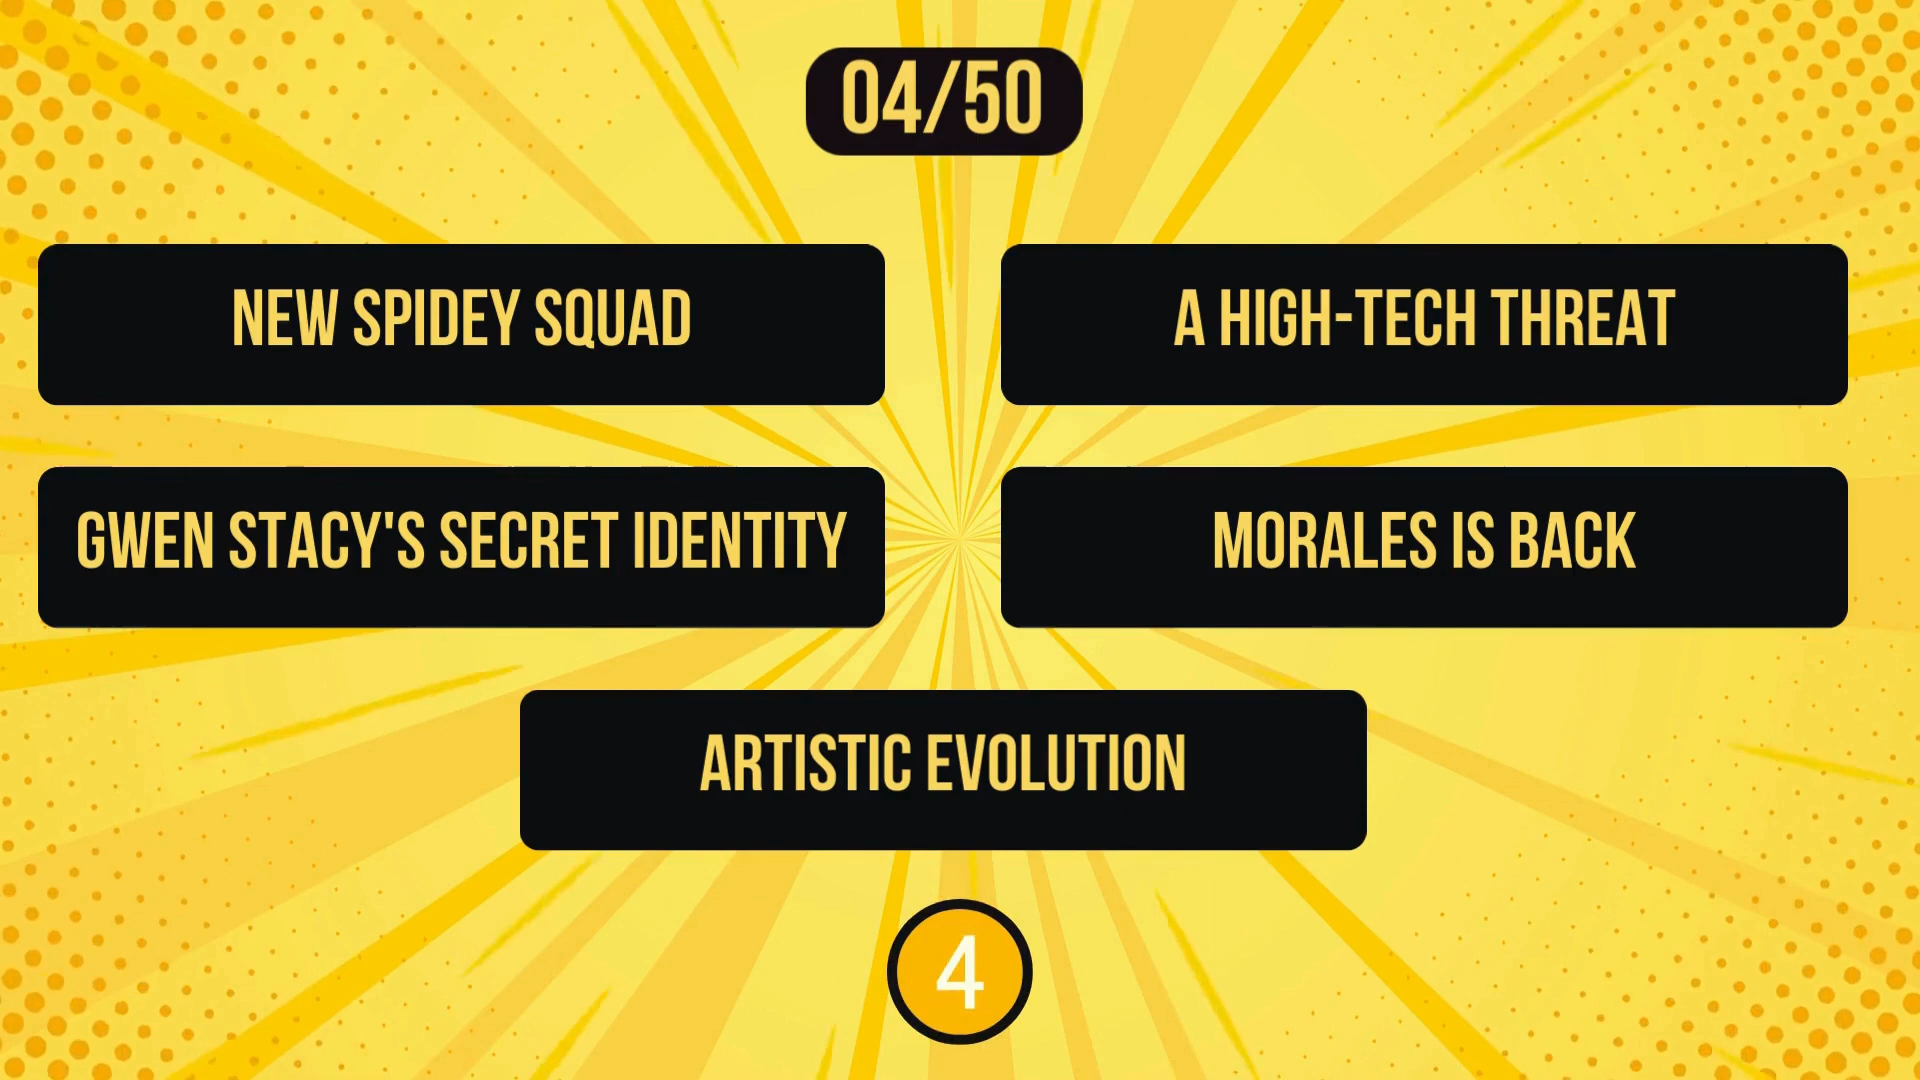 04/50
NEW SPIDEY SQUAD
A HIGH-TECH THREAT
GWEN STACY'S SECRET IDENTITY
MORALES IS BACK
ARTISTIC EVOLUTION
4